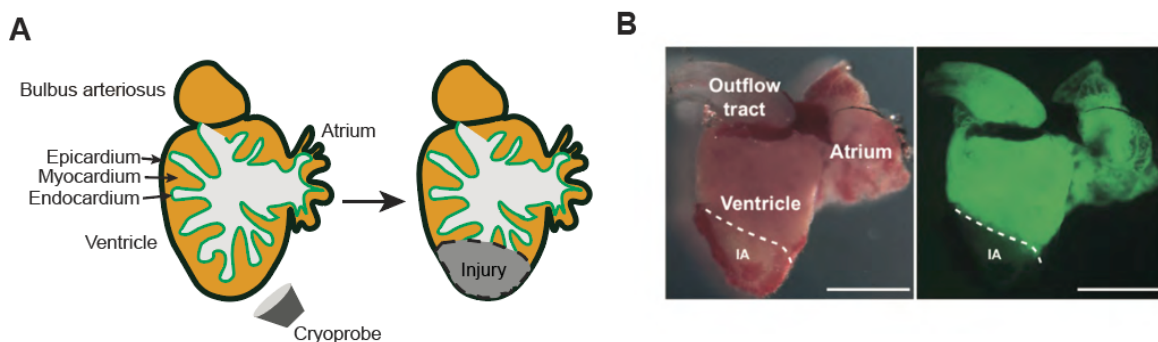 A
Bulbus arteriosus
Atrium
Epicardium
Myocardium
Endocardium
Ventricle
Injury
Cryoprobe
B
Outflow
tract
Atrium
Ventricle
IA
IA